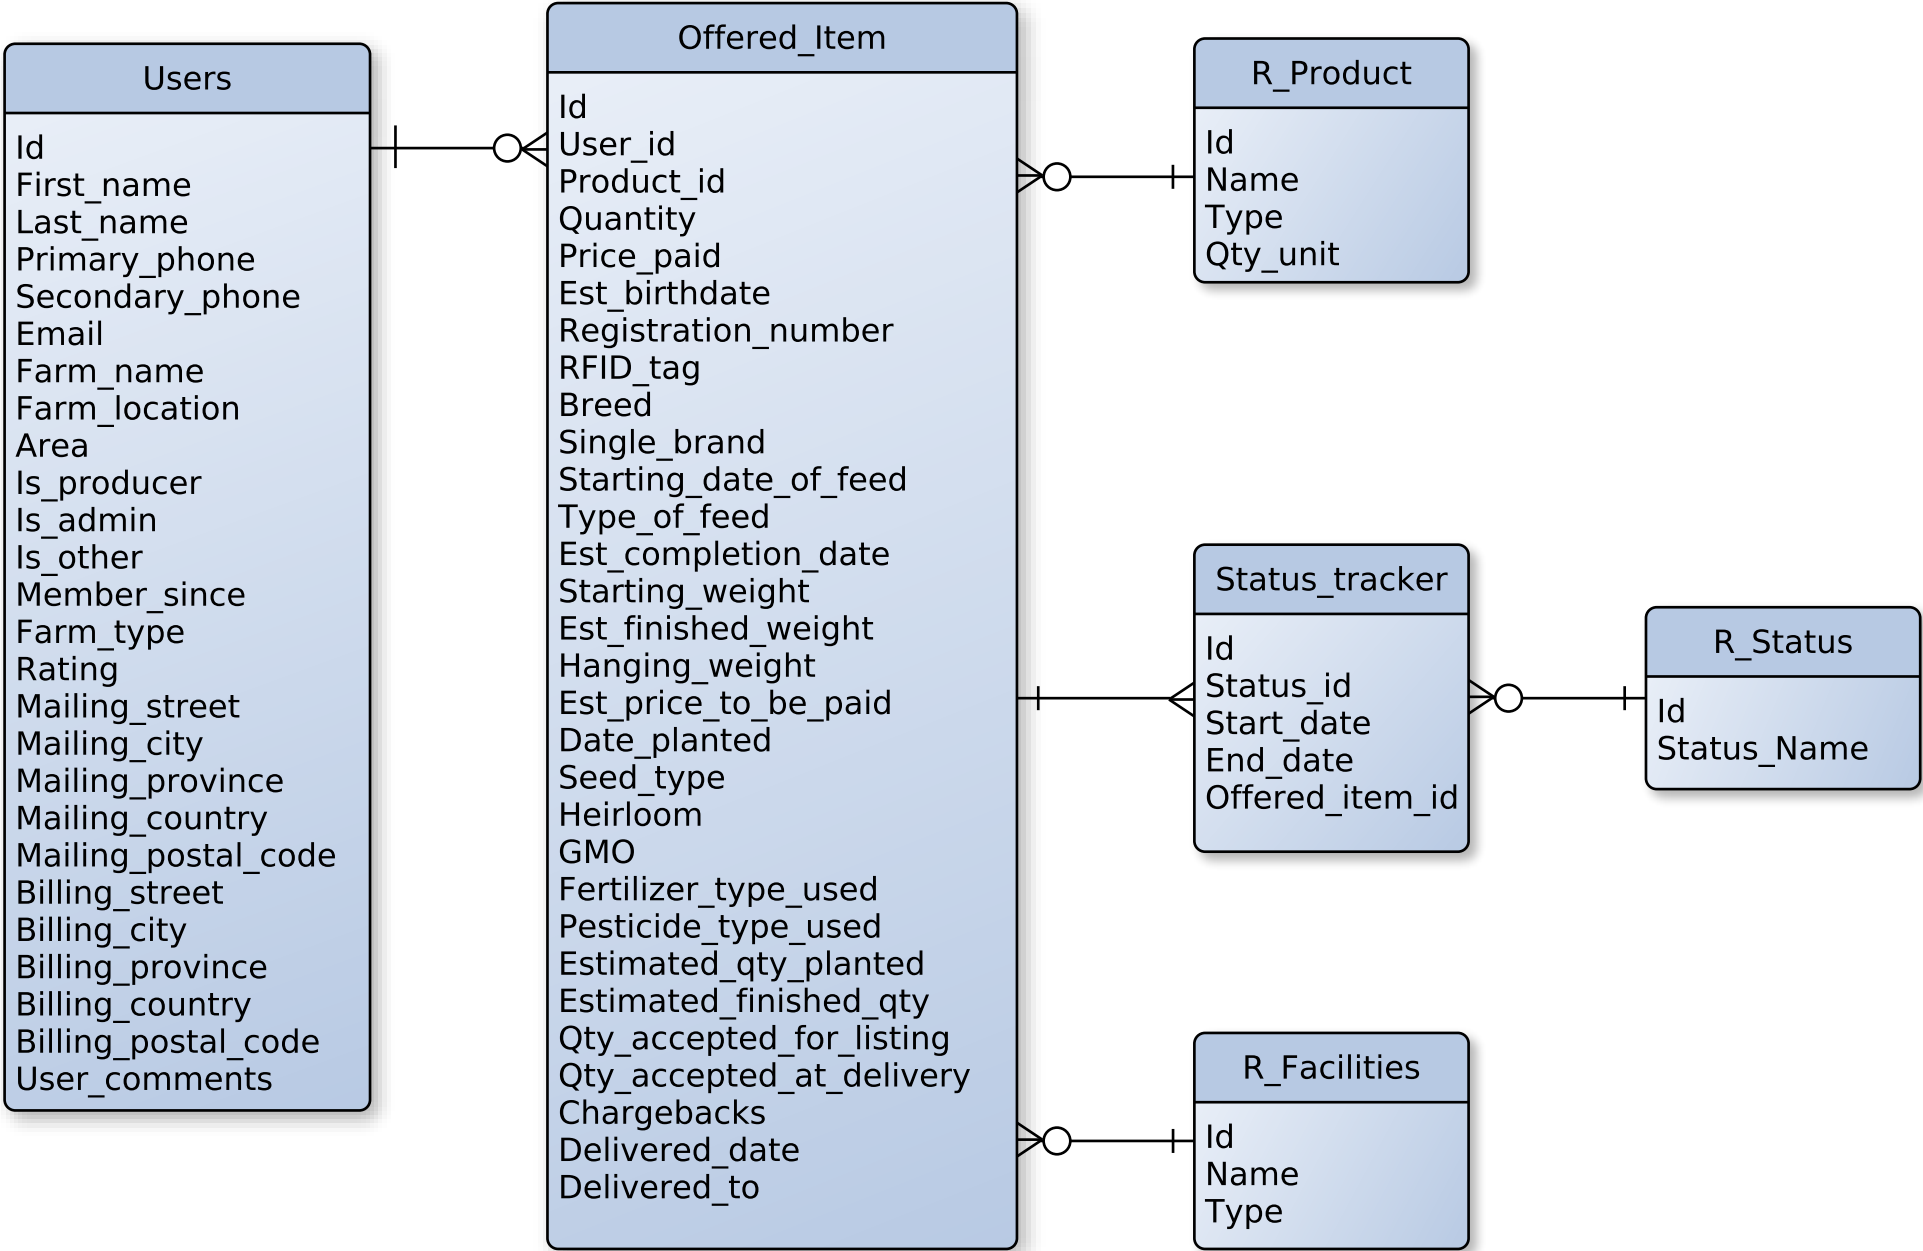 Users
Id
First_name
Last_name
Primary_phone
Secondary_phone
Email
Farm_name
Farm_location
Area
Is_producer
Is_admin
Is_other
Member_since
Farm_type
Rating
Mailing_street
Mailing_city
Mailing_province
Mailing_country
Mailing_postal_code
Billing_street
Billing_city
Billing_province
Billing_country
Billing_postal_code
User_comments
Offered_Item
Id
User_id
Product_id
Quantity
Price_paid
Est_birthdate
Registration_number
RFID_tag
Breed
Single_brand
Starting_date_of_feed
Type_of_feed
Est_completion_date
Starting_weight
Est_finished_weight
Hanging_weight
Est_price_to_be_paid
Date_planted
Seed_type
Heirloom
GMO
Fertilizer_type_used
Pesticide_type_used
Estimated_qty_planted
Estimated_finished_qty
Qty_accepted_for_listing
Qty_accepted_at_delivery
Chargebacks
Delivered_date
Delivered_to
R_Product
Id
Name
Type
Qty_unit
Status_tracker
Id
Status_id
Start_date
End_date
Offered_item_id
R_Status
Id
Status_Name
R_Facilities
Id
Name
Type